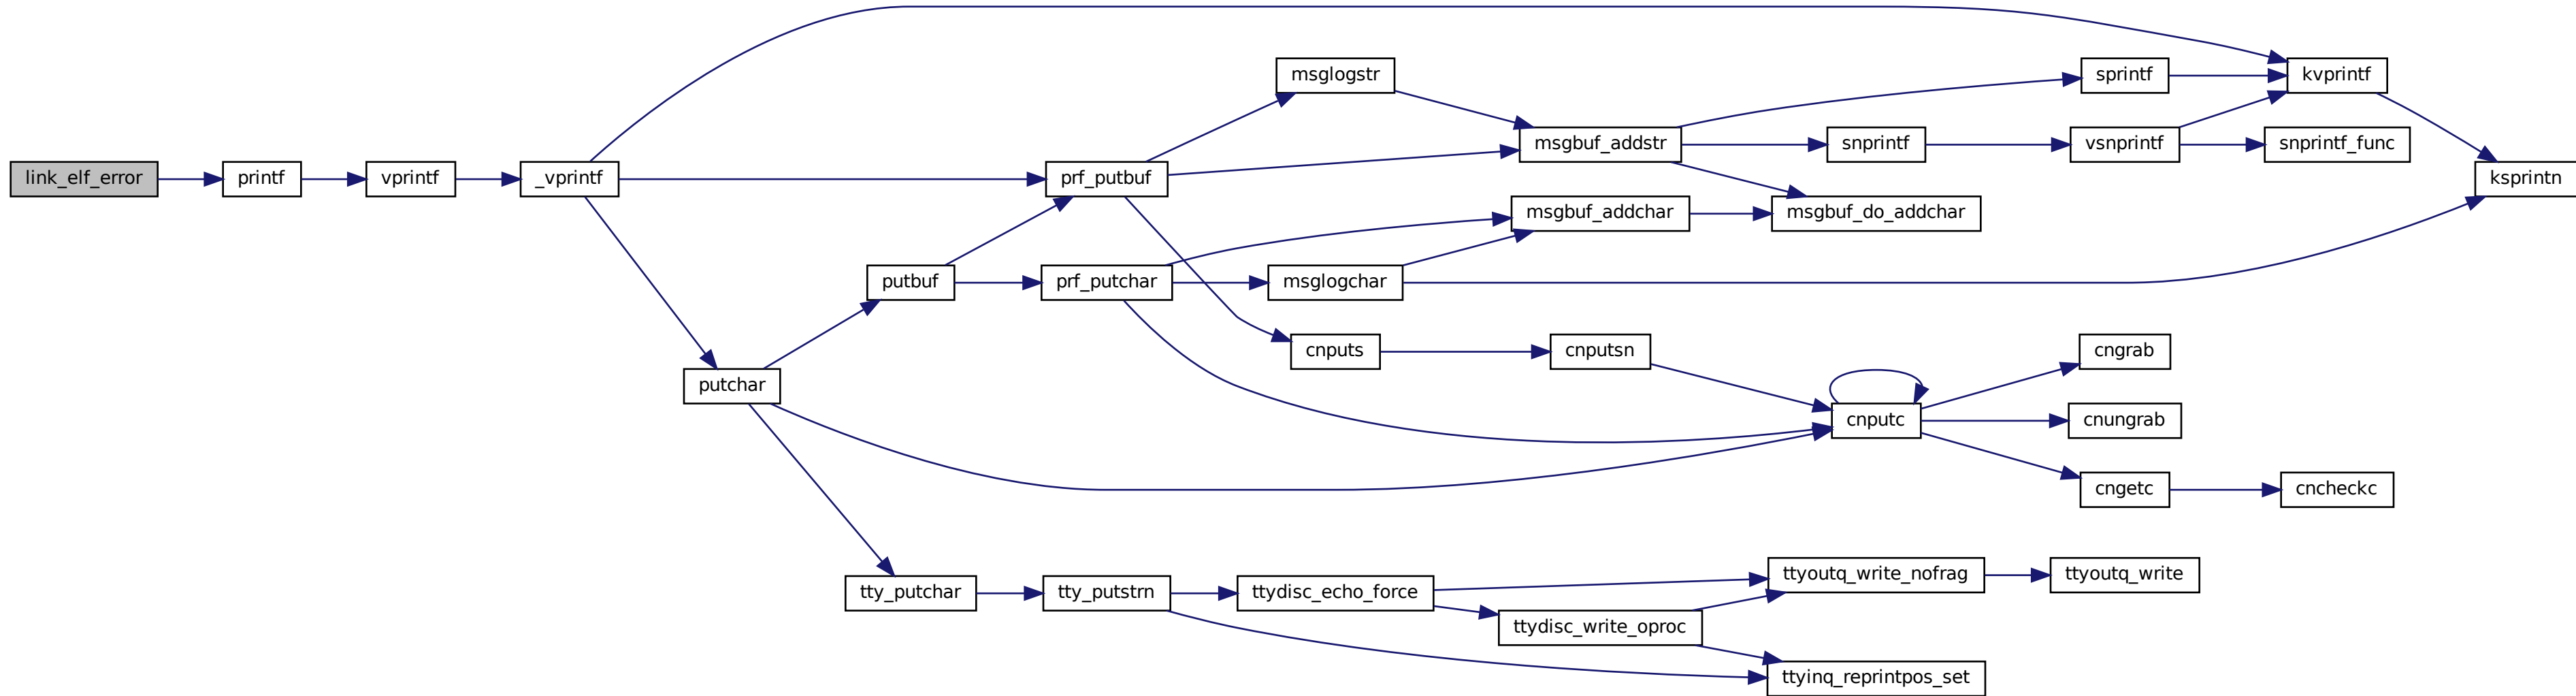 link_elf_error
printf
vprintf
_vprintf
kvprintf
ksprintn
prf_putbuf
msglogstr
msgbuf_addstr
sprintf
snprintf
vsnprintf
snprintf_func
msgbuf_do_addchar
cnputs
cnputsn
cnputc
cngrab
cnungrab
cngetc
cncheckc
putchar
putbuf
prf_putchar
msgbuf_addchar
msglogchar
tty_putchar
tty_putstrn
ttydisc_echo_force
ttyoutq_write_nofrag
ttyoutq_write
ttydisc_write_oproc
ttyinq_reprintpos_set